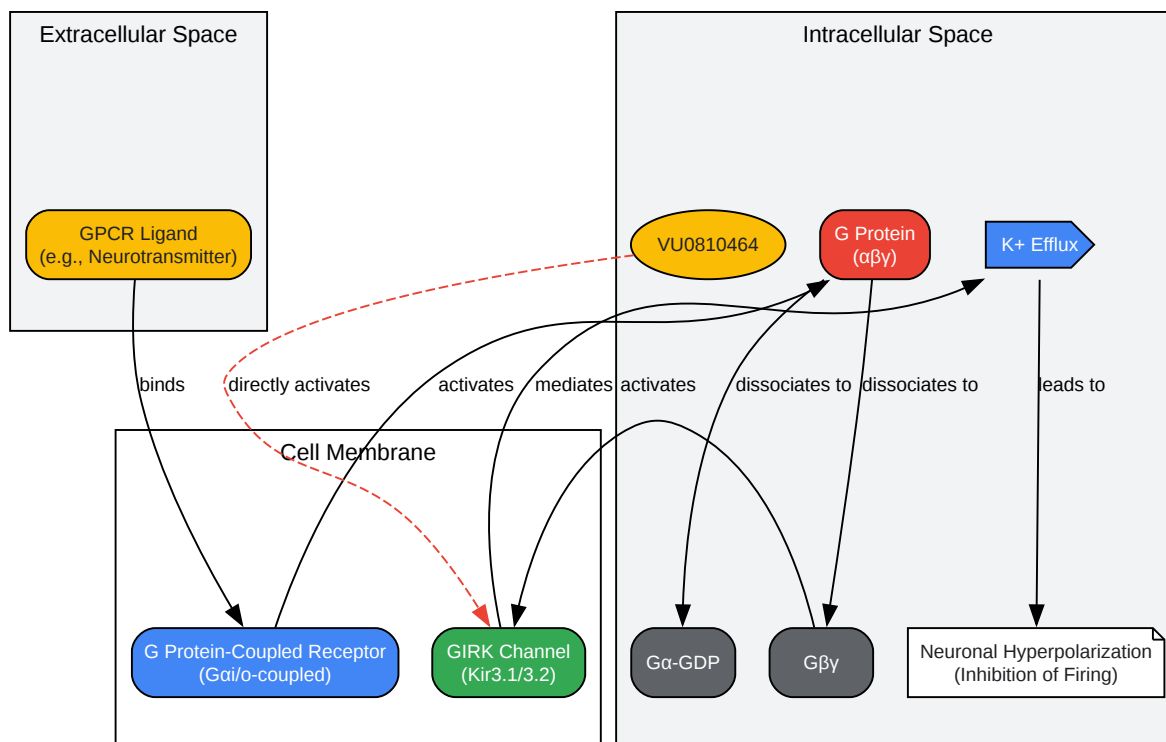 Extracellular Space
Intracellular Space
GPCR Ligand
(e.g., Neurotransmitter)
VU0810464
G Protein
(αβγ)
K+ Efflux
binds
directly activates
activates
mediates
activates
dissociates to
dissociates to
leads to
Cell Membrane
G Protein-Coupled Receptor
(Gαi/o-coupled)
GIRK Channel
(Kir3.1/3.2)
Gα-GDP
Gβγ
Neuronal Hyperpolarization
(Inhibition of Firing)